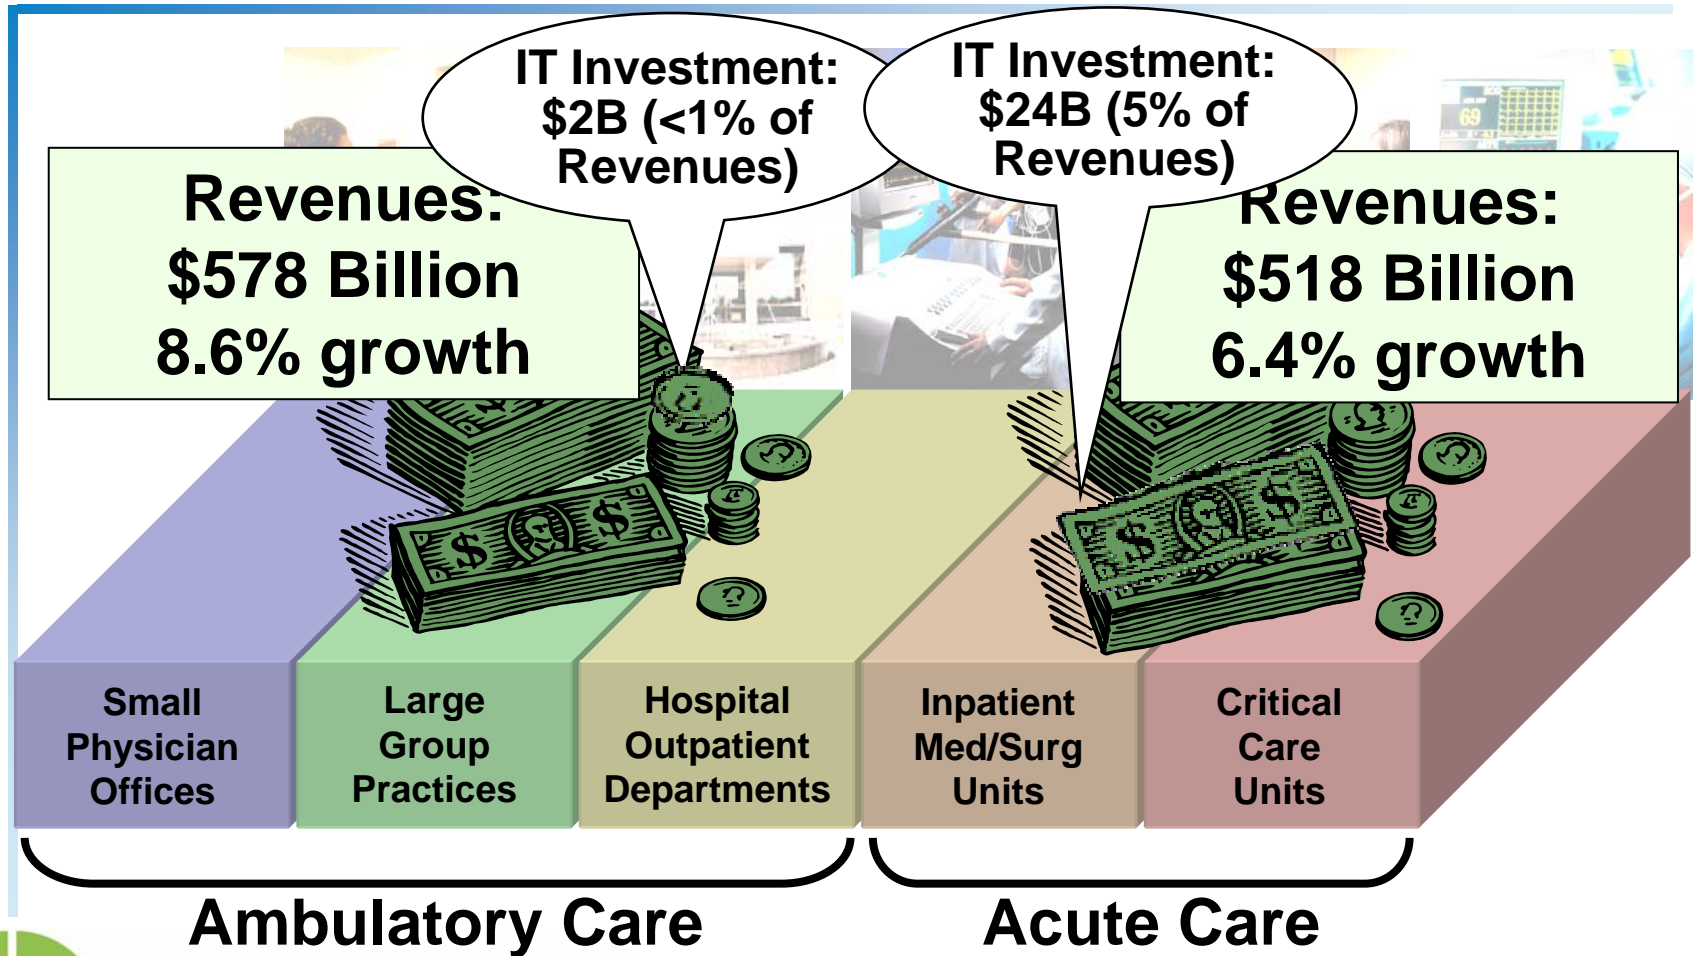 IT Investment:
$2B (<1% of
Revenues)
IT Investment:
$24B (5% of
Revenues)
Revenues:
$578 Billion
8.6% growth
Revenues:
$518 Billion
6.4% growth
69
$ $
$ $
Small
Physician
Offices
Large
Group
Practices
Hospital
Outpatient
Departments
Inpatient
Med/Surg
Units
Critical
Care
Units
Ambulatory Care
Acute Care